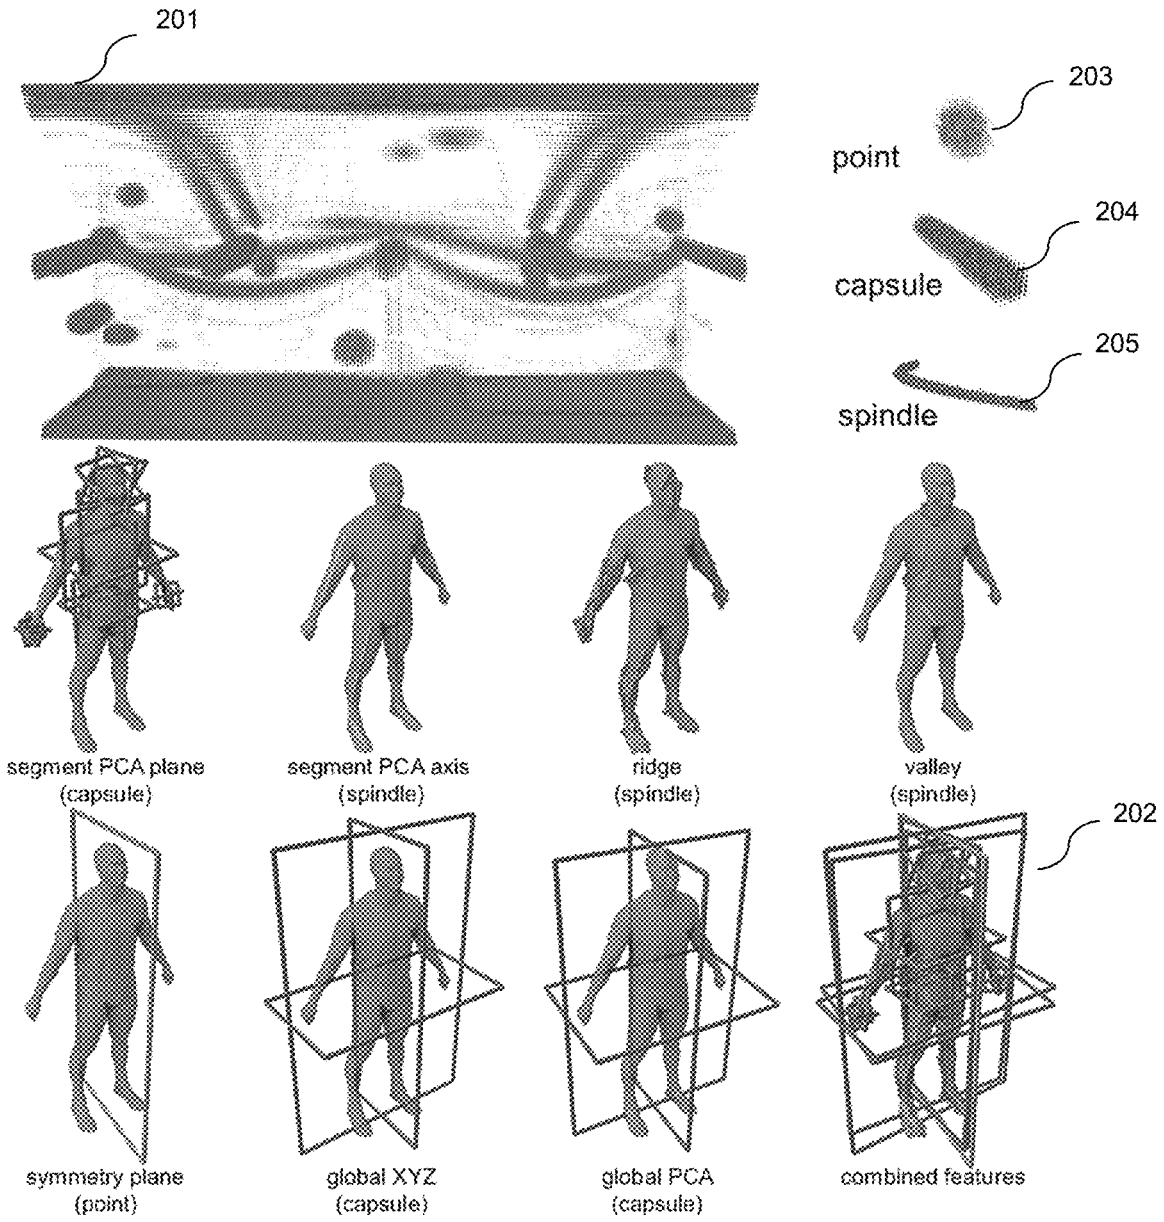 201
203
point
204
capsule
205
spindle
segment PCA plane
(capsule)
segment PCA axis
(spindle)
ridge
(spindle)
valley
(spindle)
202
symmetry plane
(point)
global XYZ
(capsule)
global PCA
(capsule)
combined features